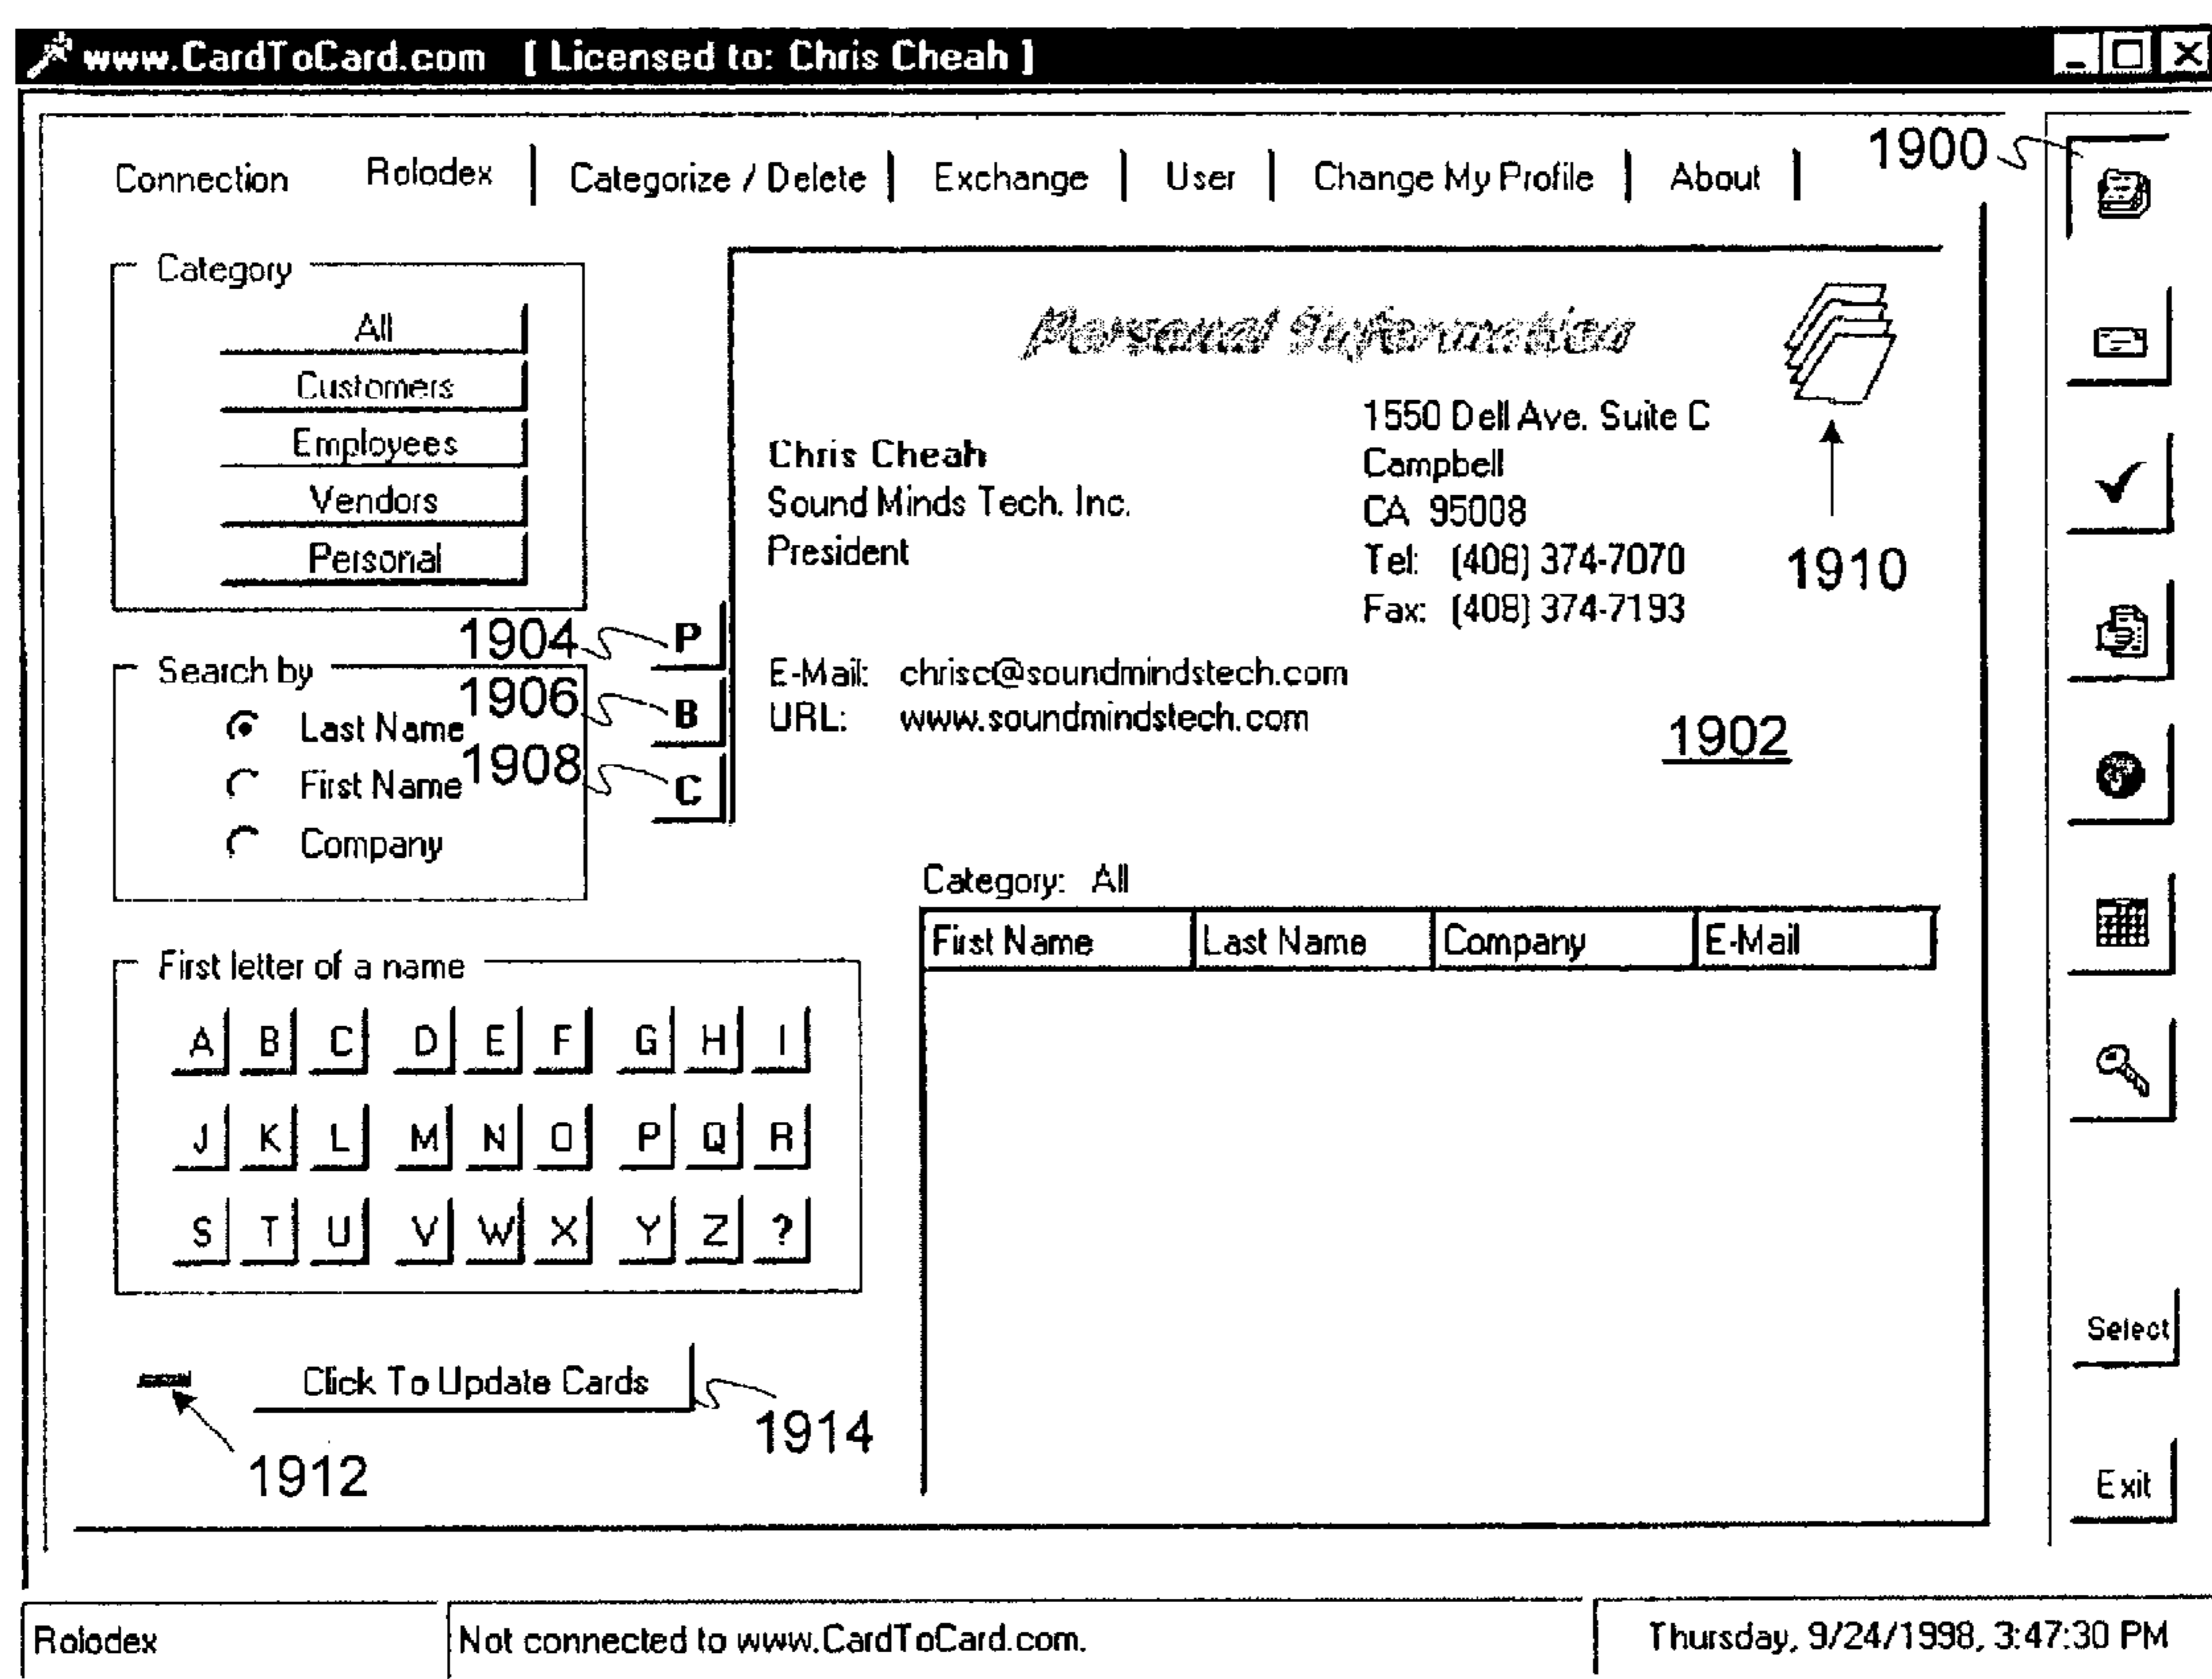 www.CardToCard.com [ Licensed to: Chris Cheah ]
Connection Rolodex Categorize / Delete Exchange User Change My Profile About
1900
Category
All
Customers
Employees
Vendors
Personal
Personal Information
Chris Cheah
Sound Minds Tech. Inc.
President
1550 Dell Ave. Suite C
Campbell
CA 95008
Tel: (408) 374-7070
Fax: (408) 374-7193
1910
E-Mail: chrisc@soundmindstech.com
URL: www.soundmindstech.com
1902
1904 P
1906 B
1908 C
Search by
Last Name
First Name
Company
Category: All
First Name Last Name Company E-Mail
First letter of a name
A B C D E F G H I
J K L M N O P Q R
S T U V W X Y Z ?
Click To Update Cards
1914
1912
Select
Exit
Rolodex Not connected to www.CardToCard.com. Thursday, 9/24/1998, 3:47:30 PM